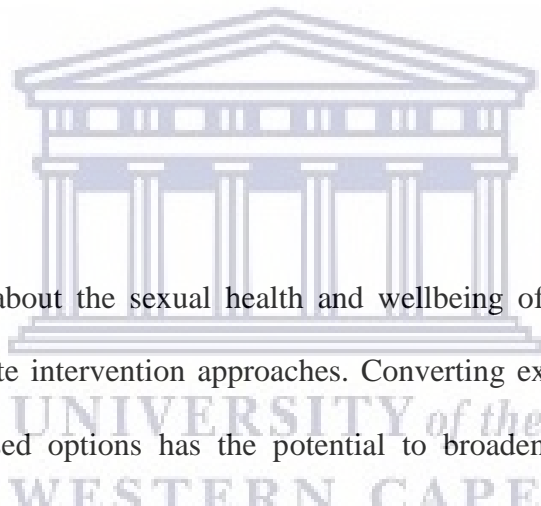 about the sexual health and wellbeing of
te intervention approaches. Converting ex
UNIVERSITY of the
ed options has the potential to broaden
WESTERN CAPE